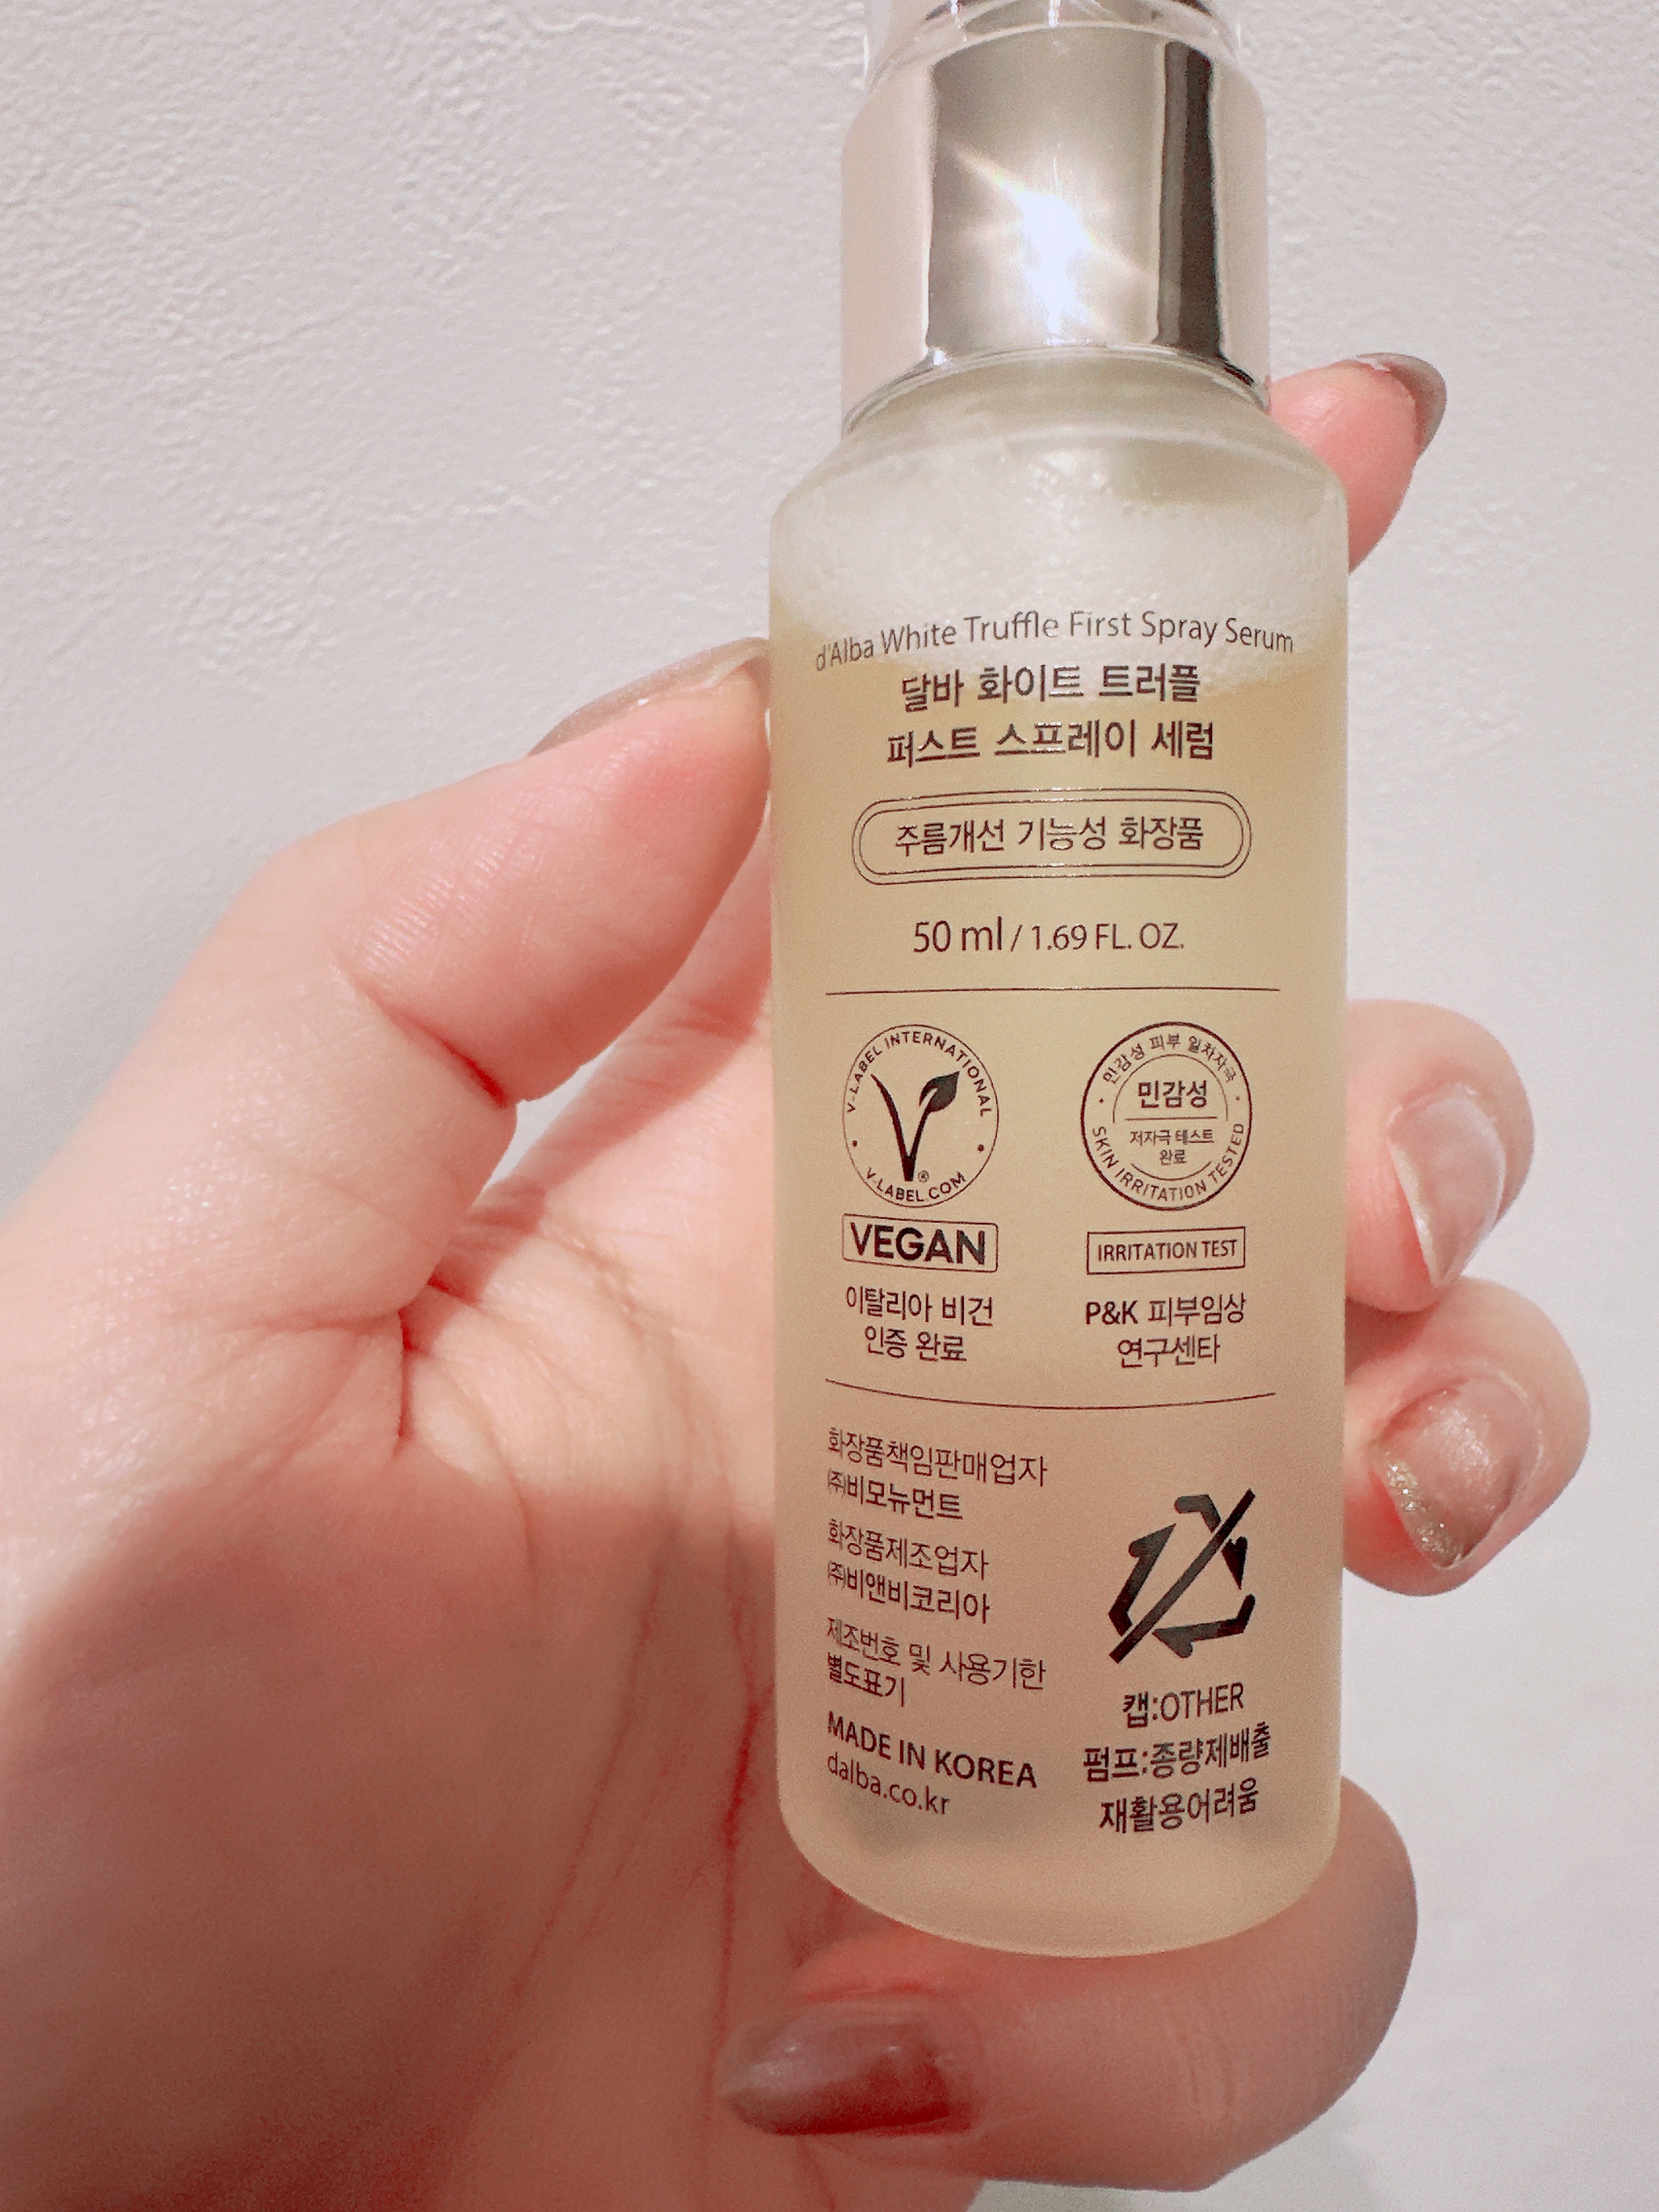 d'Alba White Truffle First Spray Serum
달바 화이트 트러플
퍼스트 스프레이 세럼
주름개선 기능성 화장품
50 ml / 1.69 FL. OZ.
V-LABEL INTERNATIONAL
V-LABEL.COM
®
VEGAN
이탈리아 비건
인증 완료
민감성 피부 일차자극
민감성
저자극 테스트
완료
SKIN IRRITATION TESTED
IRRITATION TEST
P&K 피부임상
연구센타
화장품책임판매업자
㈜비모뉴먼트
화장품제조업자
㈜비앤비코리아
제조번호 및 사용기한
별도표기
MADE IN KOREA
dalba.co.kr
캡:OTHER
펌프:종량제배출
재활용어려움